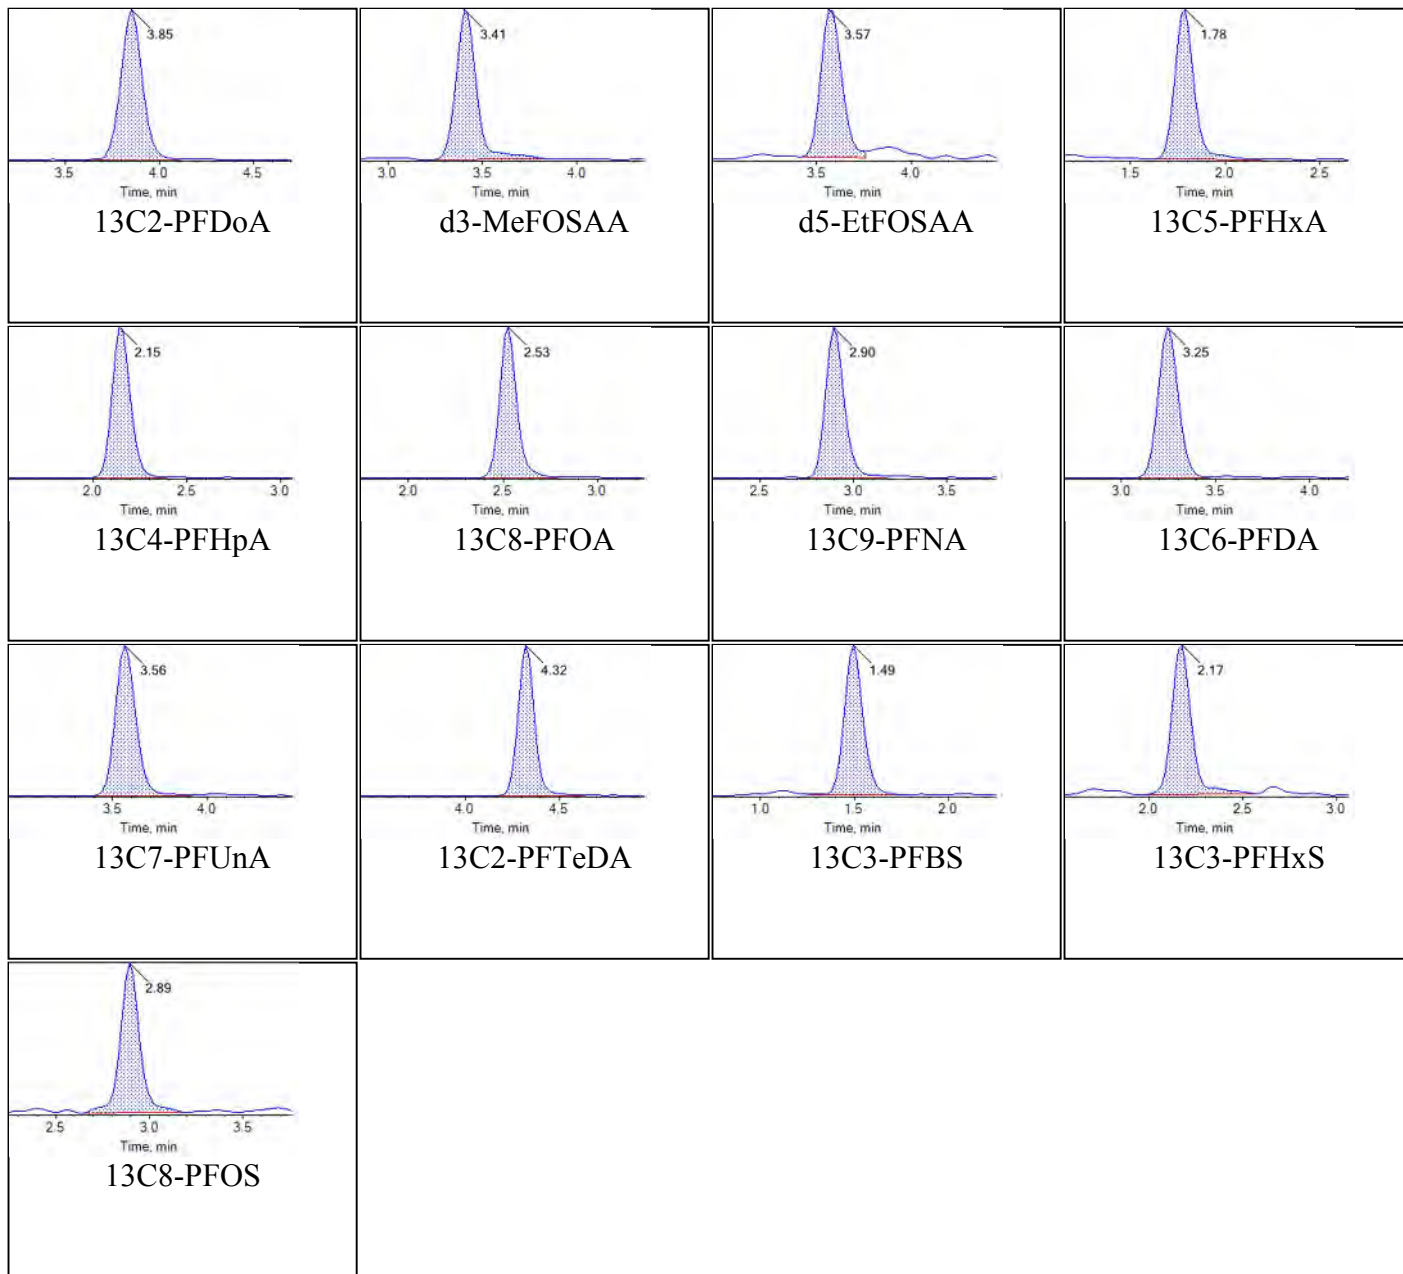 3.85
3.5 4.0 4.5
Time, min
13C2-PFDoA
3.41
3.0 3.5 4.0
Time, min
d3-MeFOSAA
3.57
3.5 4.0
Time, min
d5-EtFOSAA
1.78
1.5 2.0 2.5
Time, min
13C5-PFHxA
2.15
2.0 2.5 3.0
Time, min
13C4-PFHpA
2.53
2.0 2.5 3.0
Time, min
13C8-PFOA
2.90
2.5 3.0 3.5
Time, min
13C9-PFNA
3.25
3.0 3.5 4.0
Time, min
13C6-PFDA
3.56
3.5 4.0
Time, min
13C7-PFUnA
4.32
4.0 4.5
Time, min
13C2-PFTeDA
1.49
1.0 1.5 2.0
Time, min
13C3-PFBS
2.17
2.0 2.5 3.0
Time, min
13C3-PFHxS
2.89
2.5 3.0 3.5
Time, min
13C8-PFOS